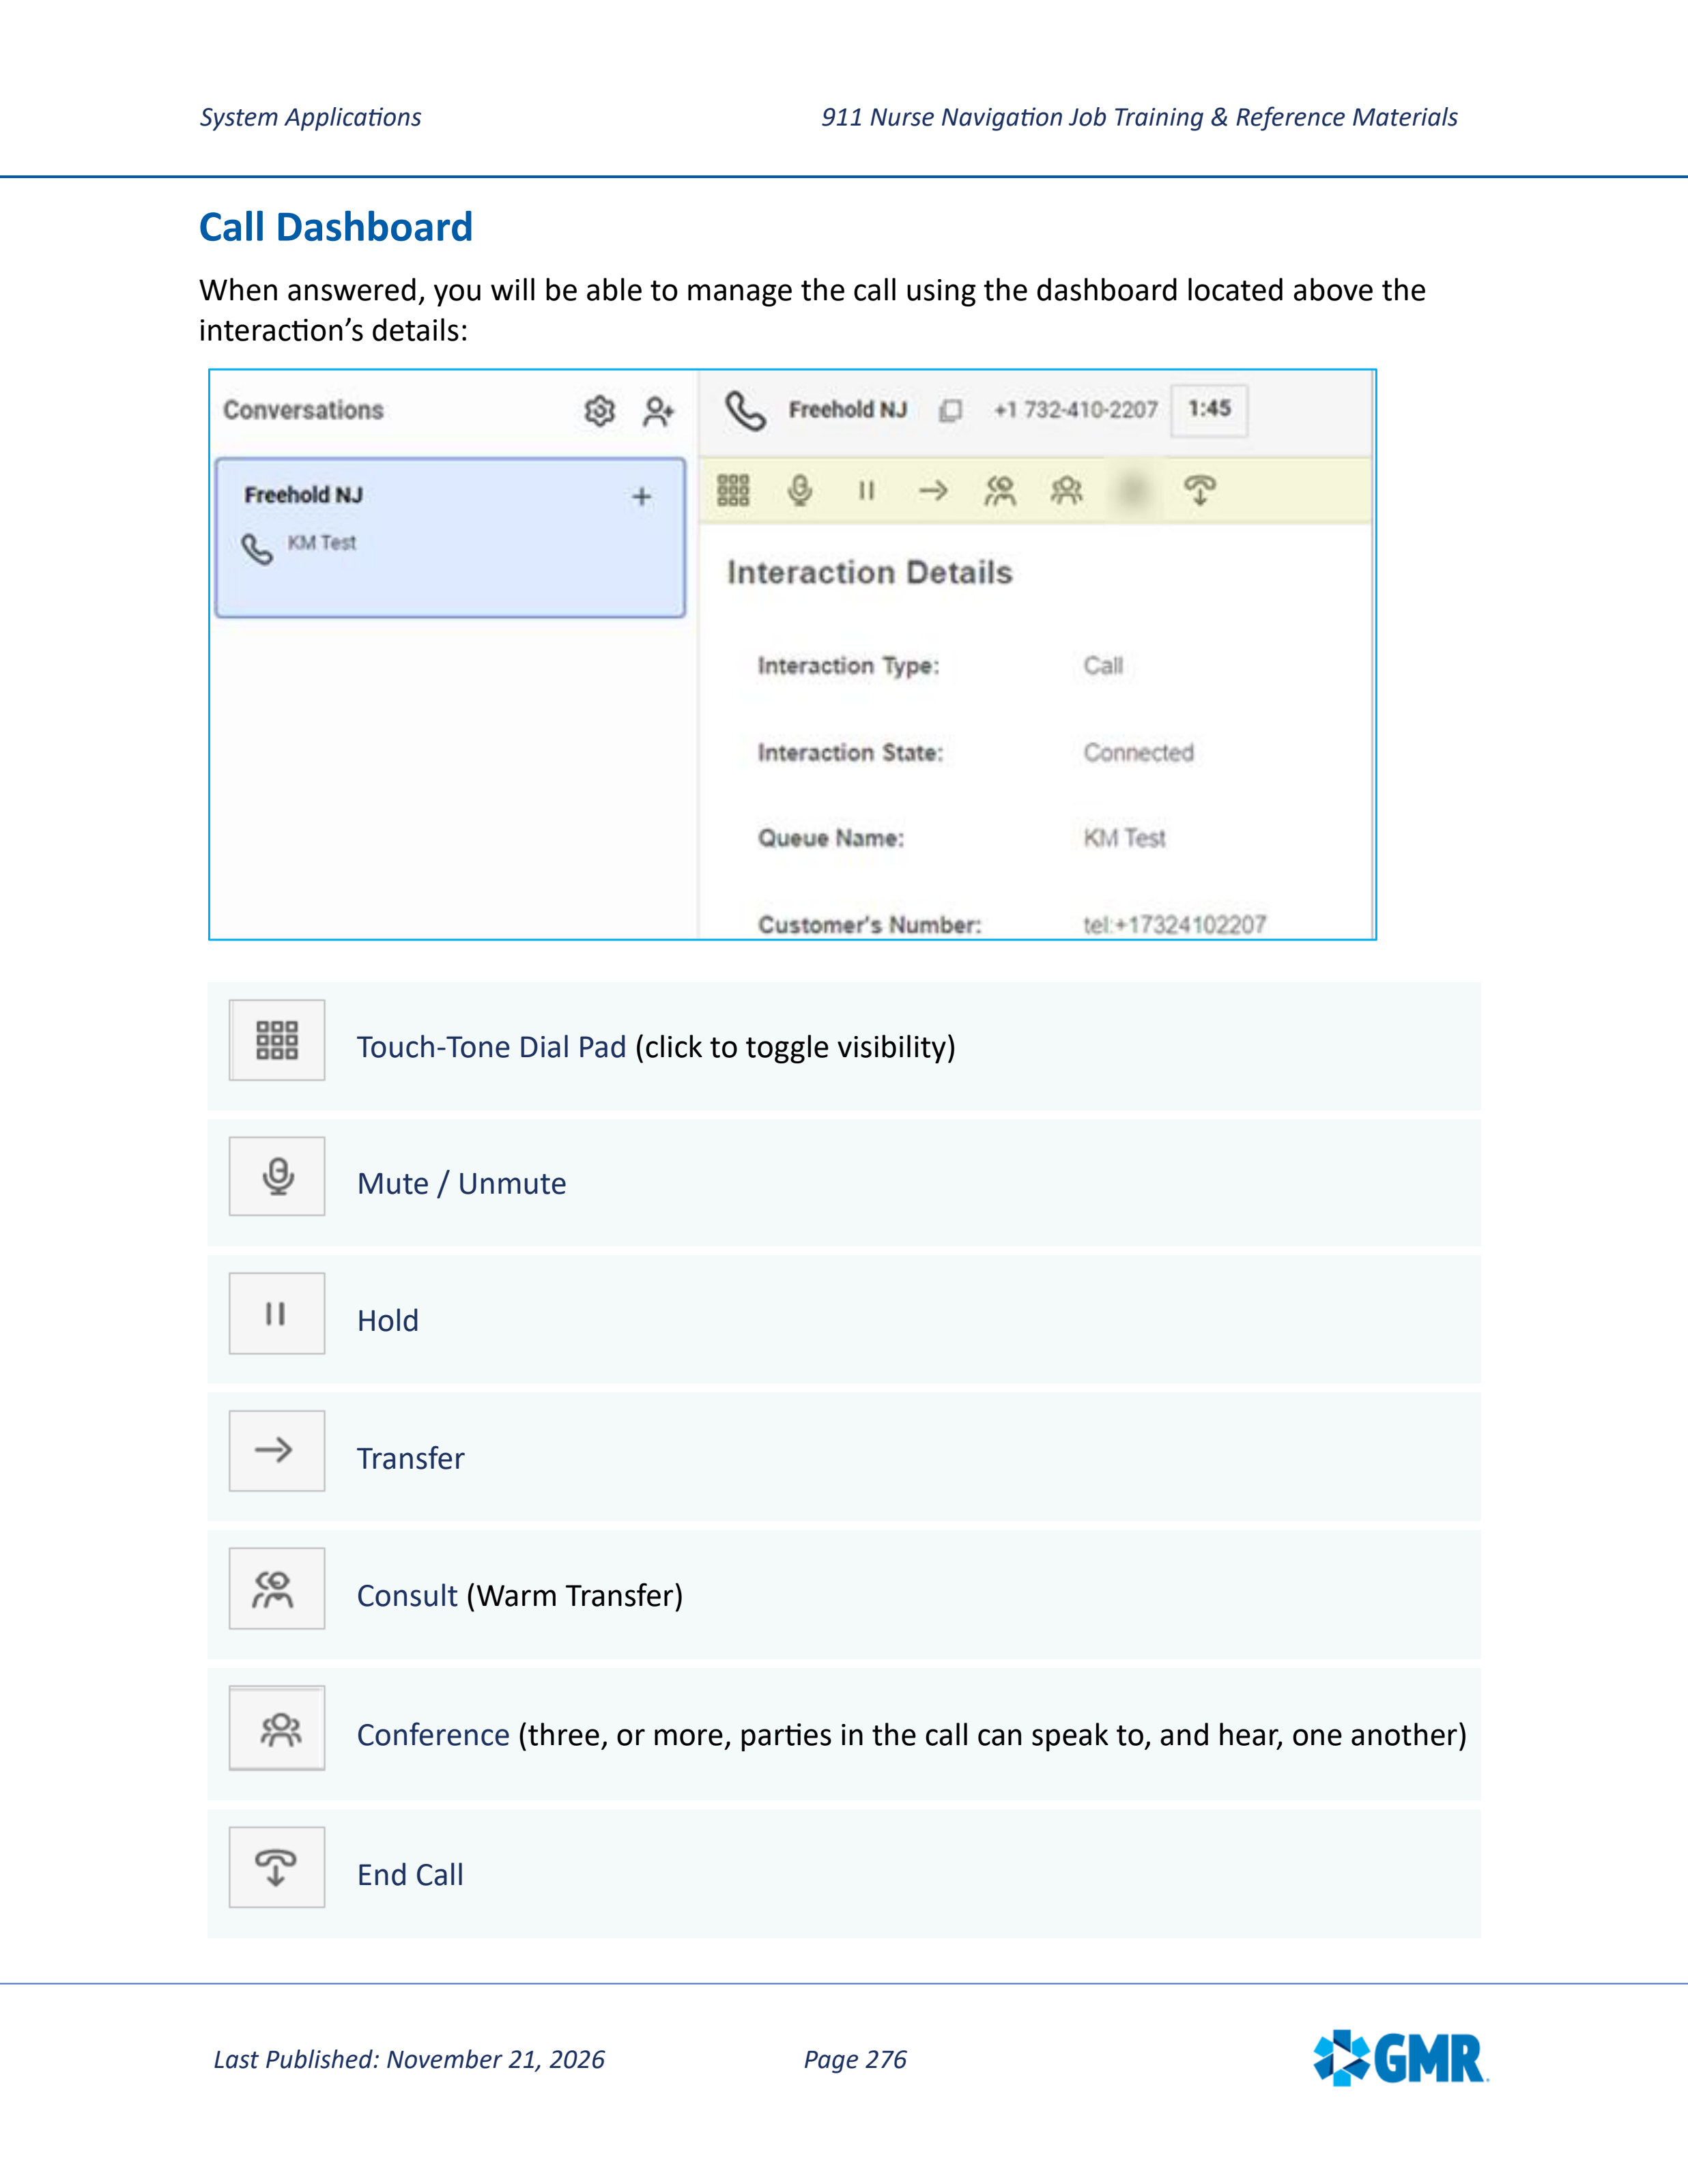 System Applications
911 Nurse Navigation Job Training & Reference Materials
Call Dashboard
When answered, you will be able to manage the call using the dashboard located above the
interaction’s details:
Conversations
Freehold NJ
KM Test
Freehold NJ +1 732-410-2207 1:45
Interaction Details
Interaction Type: Call
Interaction State: Connected
Queue Name: KM Test
Customer's Number: tel:+17324102207
Touch-Tone Dial Pad (click to toggle visibility)
Mute / Unmute
Hold
Transfer
Consult (Warm Transfer)
Conference (three, or more, parties in the call can speak to, and hear, one another)
End Call
Last Published: November 21, 2026
Page 276
GMR